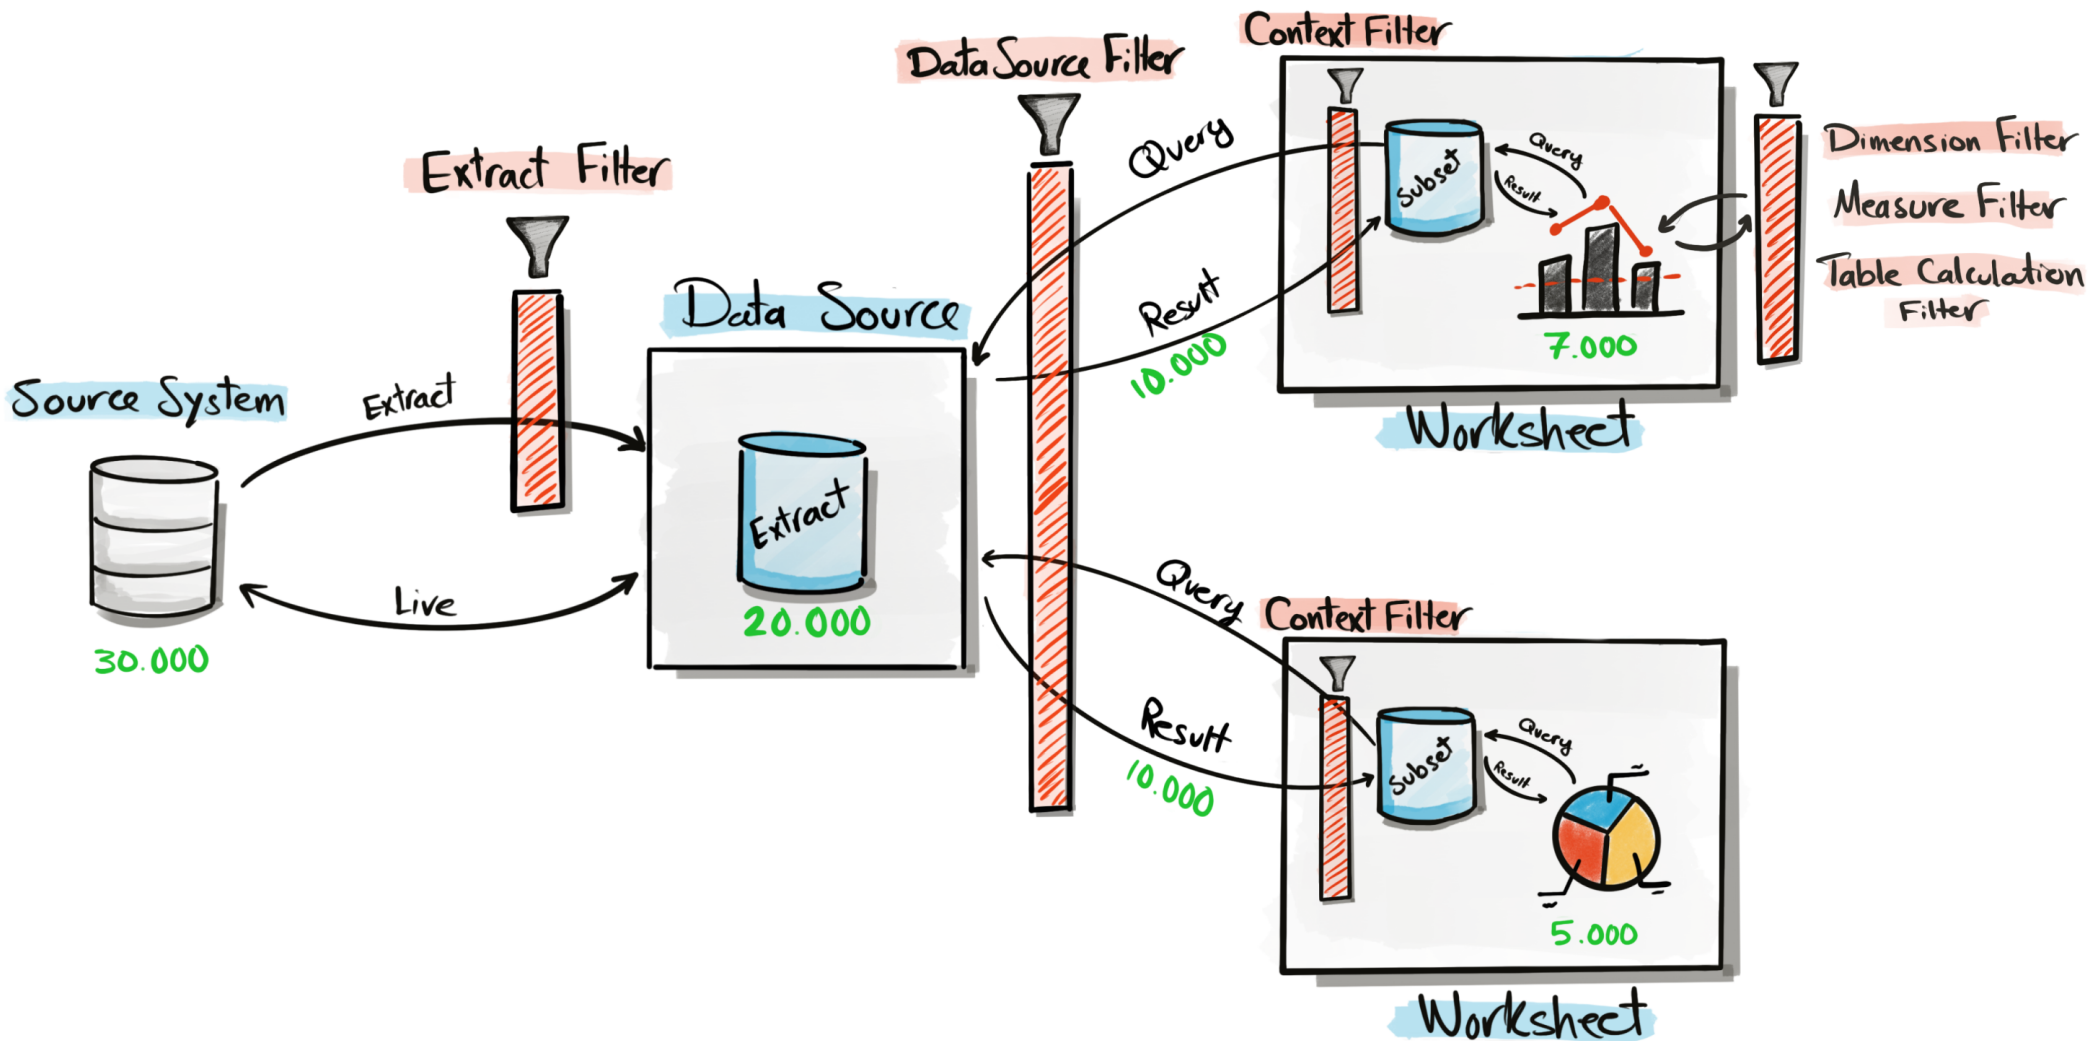 Source System
30.000
Extract
Live
Extract Filter
Data Source
Extract
20.000
Data Source Filter
Query
Result
10.000
Query
Result
10.000
Context Filter
Subset
Query
Result
7.000
Worksheet
Dimension Filter
Measure Filter
Table Calculation
Filter
Context Filter
Subset
Query
Result
5.000
Worksheet